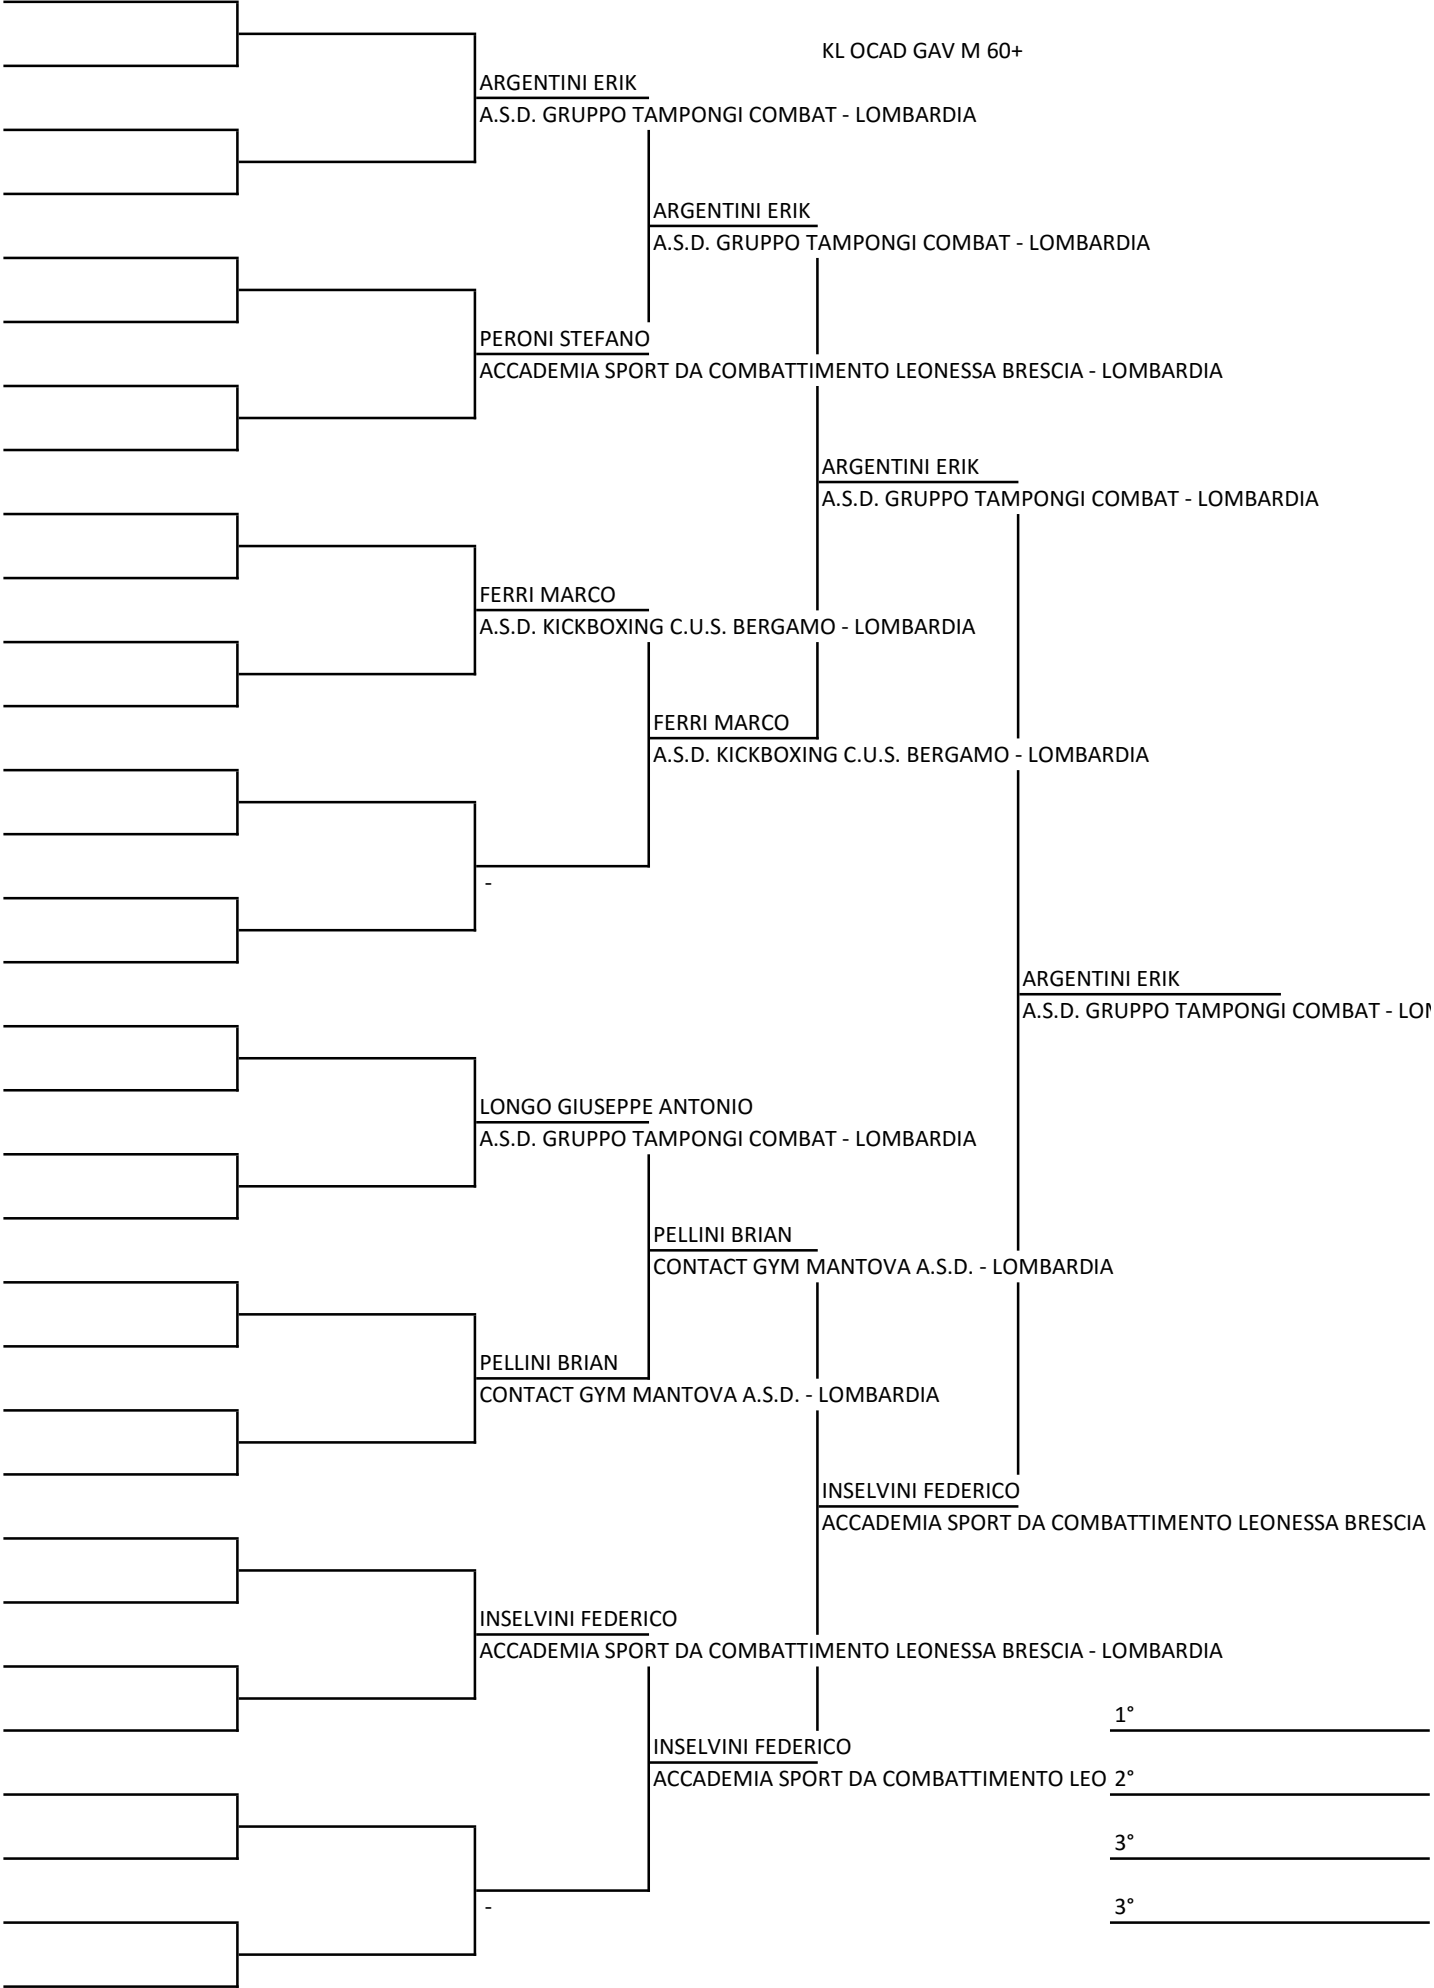 KL OCAD GAV M 60+
ARGENTINI ERIK
A.S.D. GRUPPO TAMPONGI COMBAT - LOMBARDIA
ARGENTINI ERIK
A.S.D. GRUPPO TAMPONGI COMBAT - LOMBARDIA
PERONI STEFANO
ACCADEMIA SPORT DA COMBATTIMENTO LEONESSA BRESCIA - LOMBARDIA
ARGENTINI ERIK
A.S.D. GRUPPO TAMPONGI COMBAT - LOMBARDIA
FERRI MARCO
A.S.D. KICKBOXING C.U.S. BERGAMO - LOMBARDIA
FERRI MARCO
A.S.D. KICKBOXING C.U.S. BERGAMO - LOMBARDIA
-
ARGENTINI ERIK
A.S.D. GRUPPO TAMPONGI COMBAT -
LONGO GIUSEPPE ANTONIO
A.S.D. GRUPPO TAMPONGI COMBAT - LOMBARDIA
PELLINI BRIAN
CONTACT GYM MANTOVA A.S.D. - LOMBARDIA
PELLINI BRIAN
CONTACT GYM MANTOVA A.S.D. - LOMBARDIA
INSELVINI FEDERICO
ACCADEMIA SPORT DA COMBATTIMENTO LEONESSA BRESCIA
INSELVINI FEDERICO
ACCADEMIA SPORT DA COMBATTIMENTO LEONESSA BRESCIA - LOMBARDIA
1°
INSELVINI FEDERICO
ACCADEMIA SPORT DA COMBATTIMENTO LEO 2°
3°
-
3°